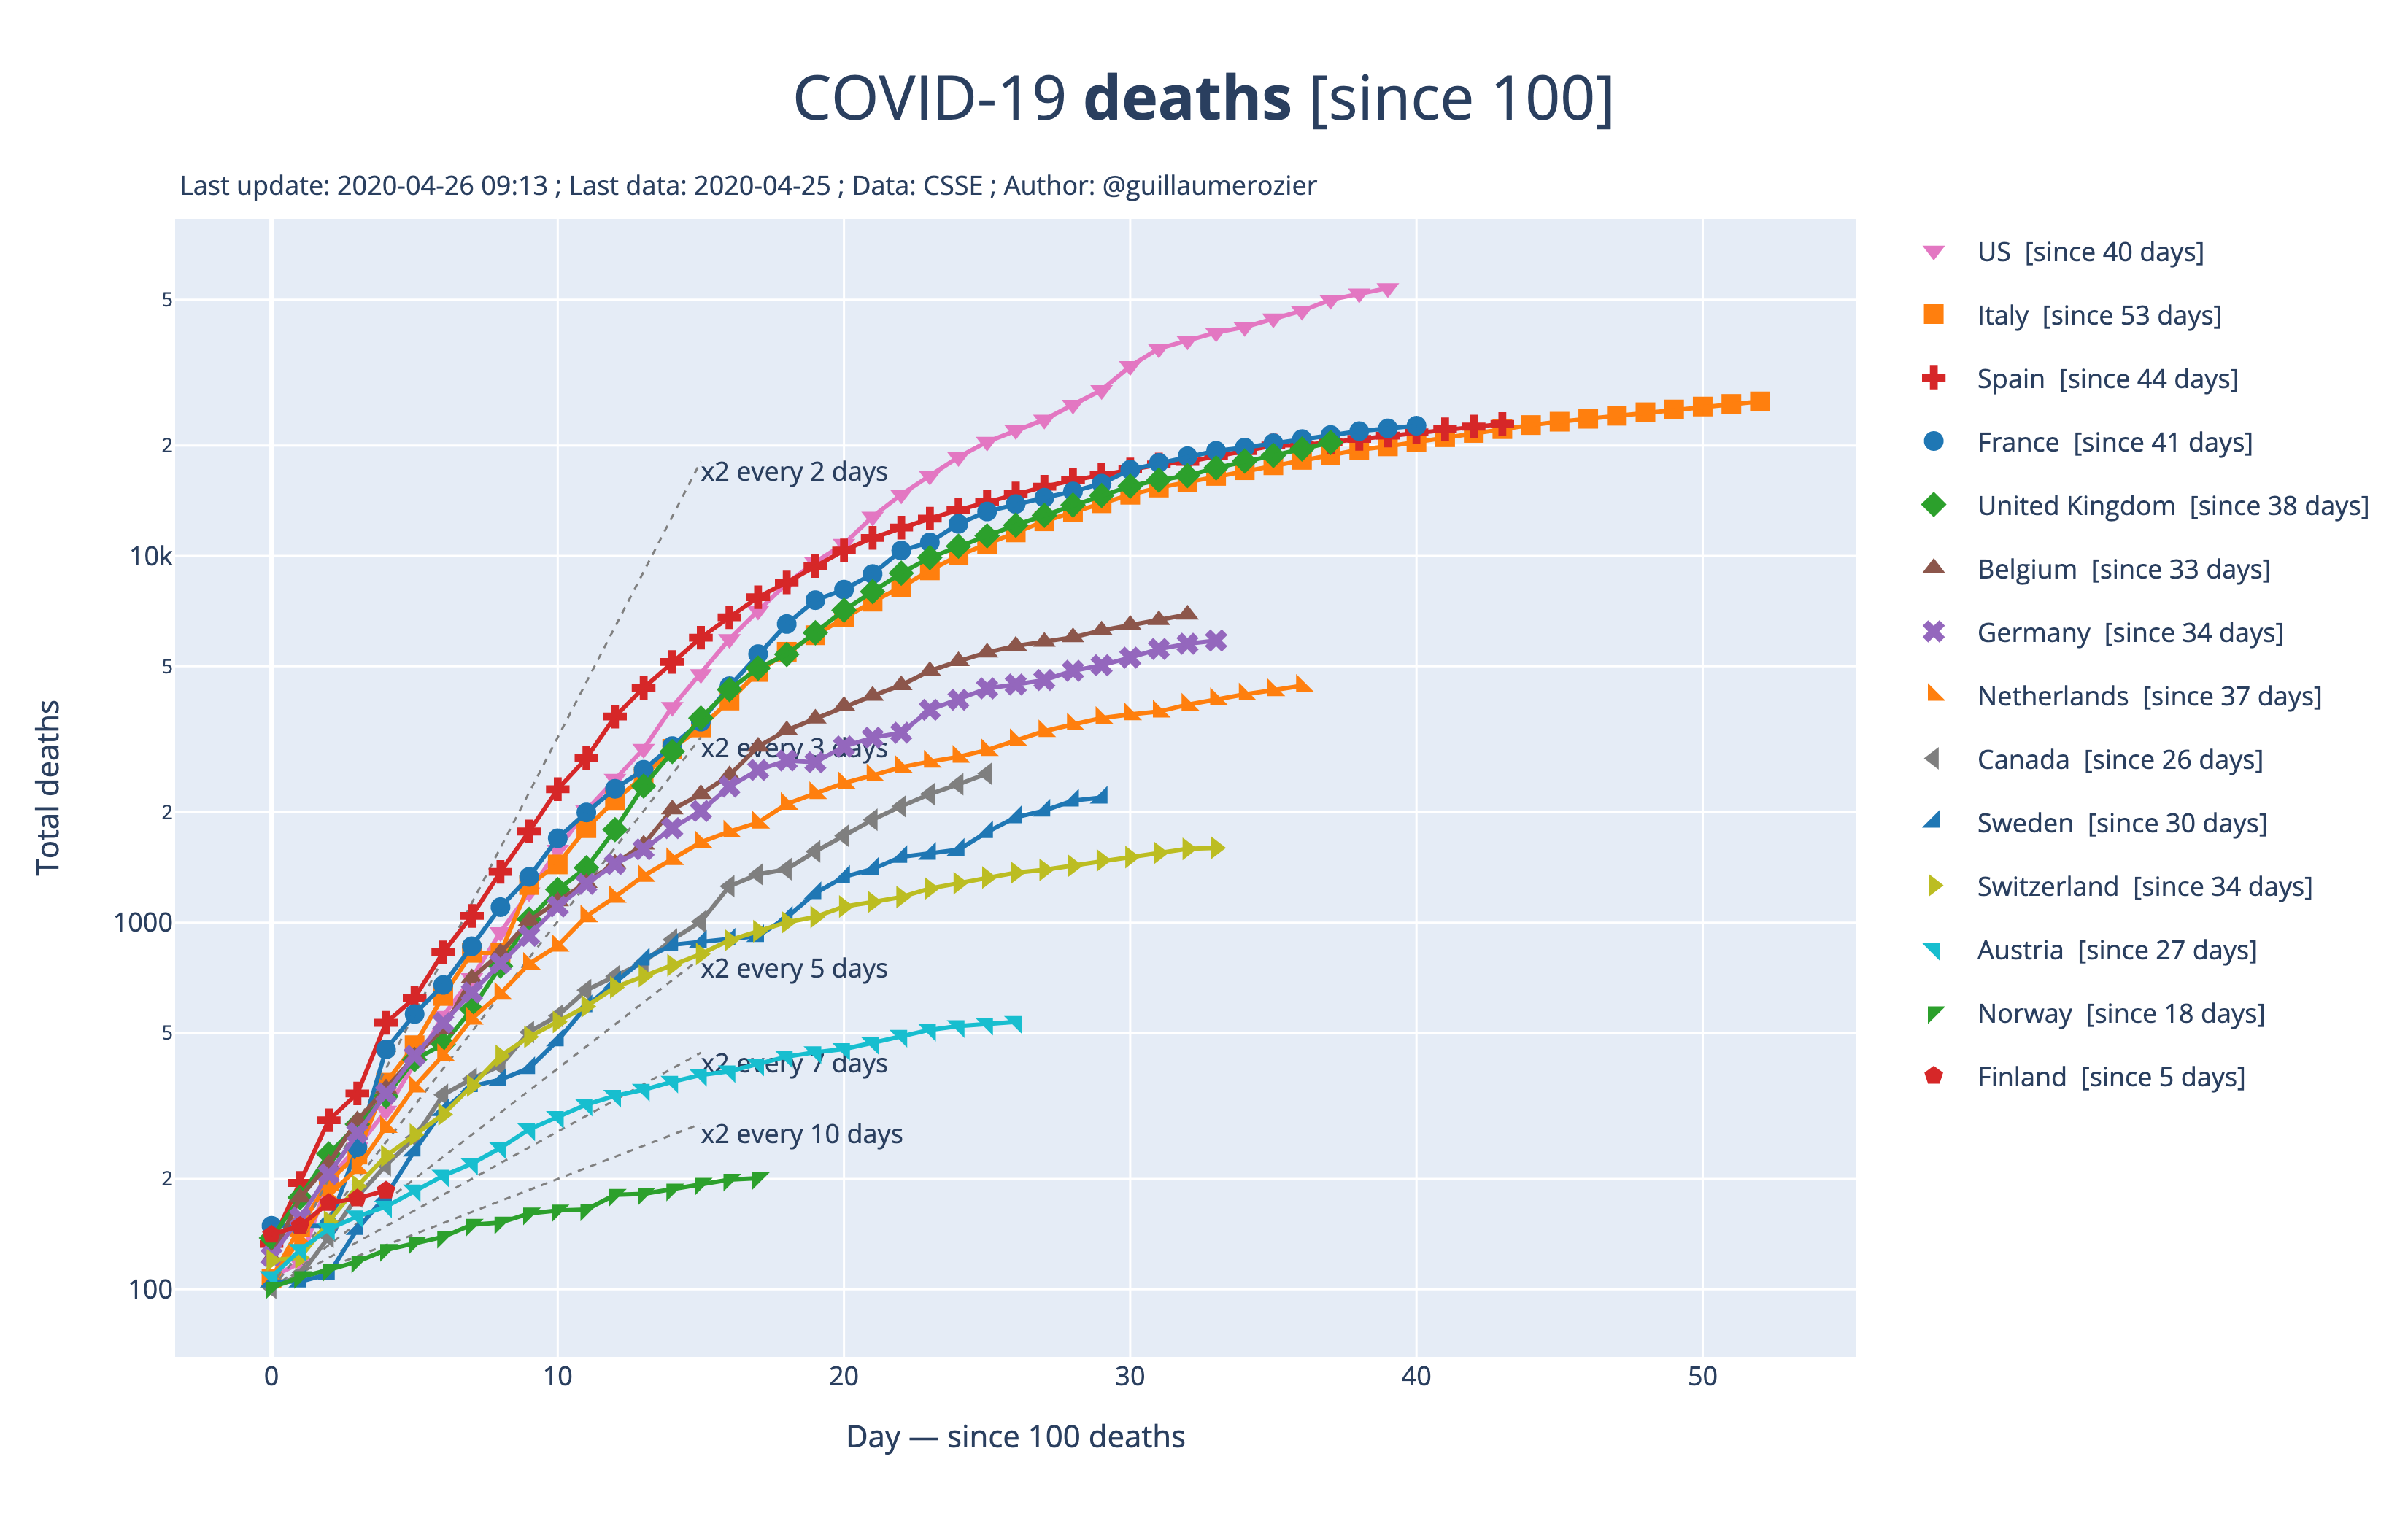 COVID-19 deaths [since 100]
Last update: 2020-04-26 09:13 ; Last data: 2020-04-25 ; Data: CSSE ; Author: @guillaumerozier
US [since 40 days]
Italy [since 53 days]
Spain [since 44 days]
France [since 41 days]
United Kingdom [since 38 days]
Belgium [since 33 days]
Germany [since 34 days]
Netherlands [since 37 days]
Canada [since 26 days]
Sweden [since 30 days]
Switzerland [since 34 days]
Austria [since 27 days]
Norway [since 18 days]
Finland [since 5 days]
Total deaths
5
2
10k
5
2
1000
5
2
100
x2 every 2 days
x2 every 3 days
x2 every 5 days
x2 every 7 days
x2 every 10 days
0 10 20 30 40 50
Day — since 100 deaths